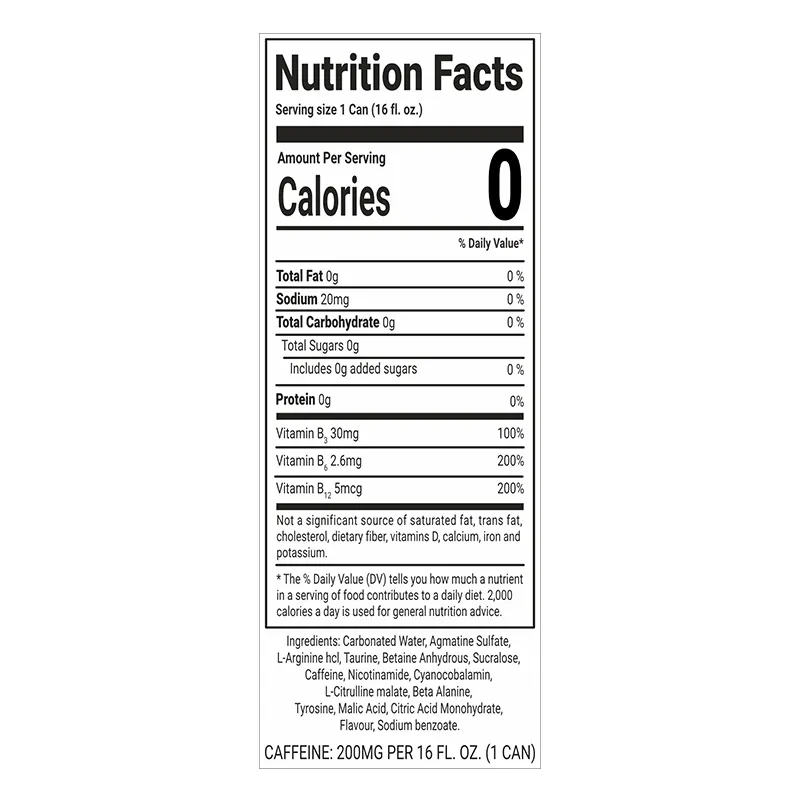 Nutrition Facts
Serving size 1 Can (16 fl. oz.)
Amount Per Serving
Calories 0
% Daily Value*
Total Fat 0g 0 %
Sodium 20mg 0 %
Total Carbohydrate 0g 0 %
Total Sugars 0g
Includes 0g added sugars 0 %
Protein 0g 0%
Vitamin B3 30mg 100%
Vitamin B6 2.6mg 200%
Vitamin B12 5mcg 200%
Not a significant source of saturated fat, trans fat,
cholesterol, dietary fiber, vitamins D, calcium, iron and
potassium.
* The % Daily Value (DV) tells you how much a nutrient
in a serving of food contributes to a daily diet. 2,000
calories a day is used for general nutrition advice.
Ingredients: Carbonated Water, Agmatine Sulfate,
L-Arginine hcl, Taurine, Betaine Anhydrous, Sucralose,
Caffeine, Nicotinamide, Cyanocobalamin,
L-Citrulline malate, Beta Alanine,
Tyrosine, Malic Acid, Citric Acid Monohydrate,
Flavour, Sodium benzoate.
CAFFEINE: 200MG PER 16 FL. OZ. (1 CAN)